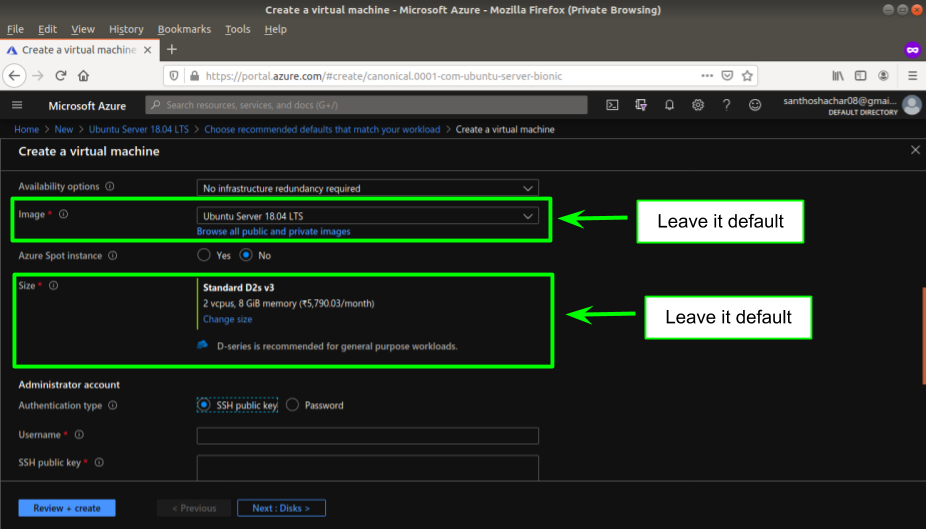 Create a virtual machine - Microsoft Azure - Mozilla Firefox (Private Browsing)
File Edit View History Bookmarks Tools Help
Create a virtual machine
https://portal.azure.com/#create/canonical.0001-com-ubuntu-server-bionic
Microsoft Azure
Search resources, services, and docs (G+/)
santhoshachar08@gmai...
DEFAULT DIRECTORY
Home > New > Ubuntu Server 18.04 LTS > Choose recommended defaults that match your workload > Create a virtual machine
Create a virtual machine
Availability options No infrastructure redundancy required
Image * Ubuntu Server 18.04 LTS
Browse all public and private images
Leave it default
Azure Spot instance Yes No
Size * Standard D2s v3
2 vcpus, 8 GiB memory (₹5,790.03/month)
Change size
D-series is recommended for general purpose workloads.
Leave it default
Administrator account
Authentication type SSH public key Password
Username *
SSH public key *
Review + create < Previous Next : Disks >